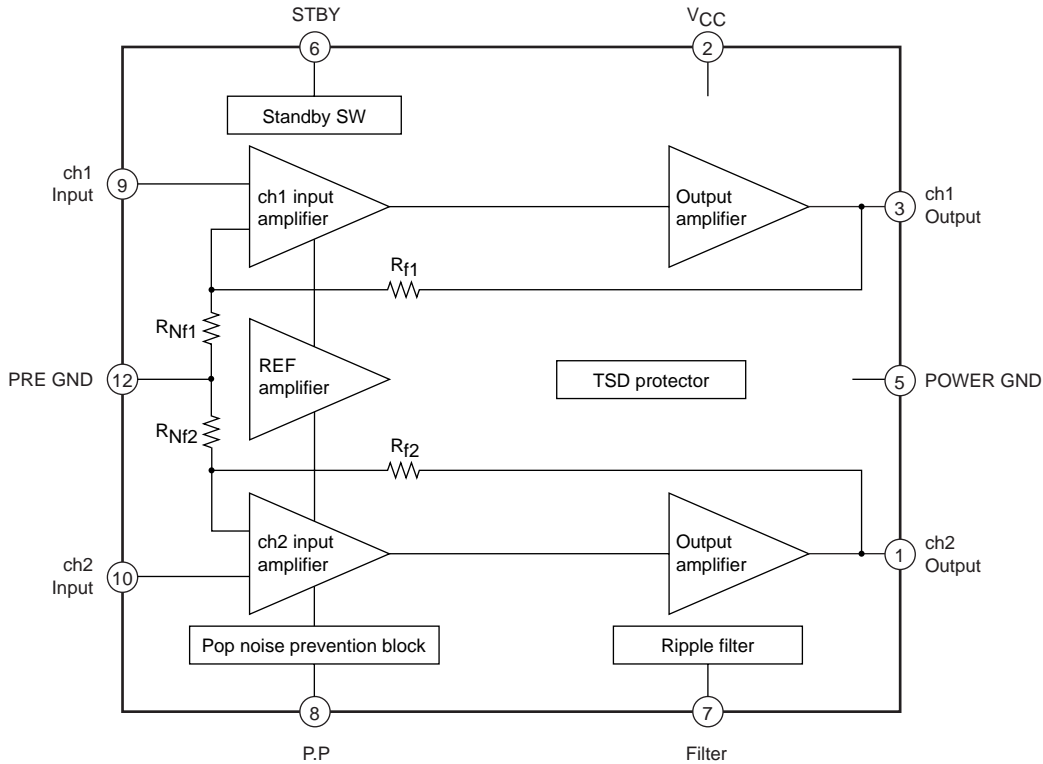 STBY
VCC
6
2
Standby SW
ch1
Input
9
ch1 input
amplifier
Output
amplifier
3
ch1
Output
Rf1
RNf1
PRE GND
12
REF
amplifier
TSD protector
5
POWER GND
RNf2
Rf2
ch2
Input
10
ch2 input
amplifier
Output
amplifier
1
ch2
Output
Pop noise prevention block
Ripple filter
8
7
P.P
Filter